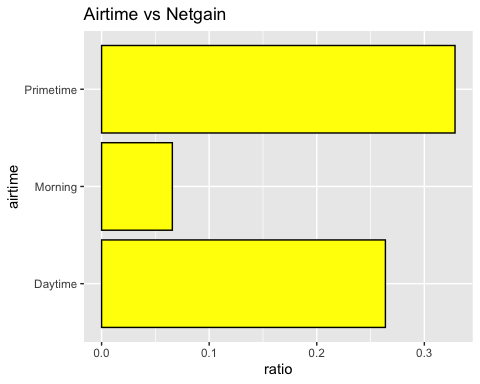 Airtime vs Netgain
airtime
Primetime
Morning
Daytime
0.0 0.1 0.2 0.3
ratio